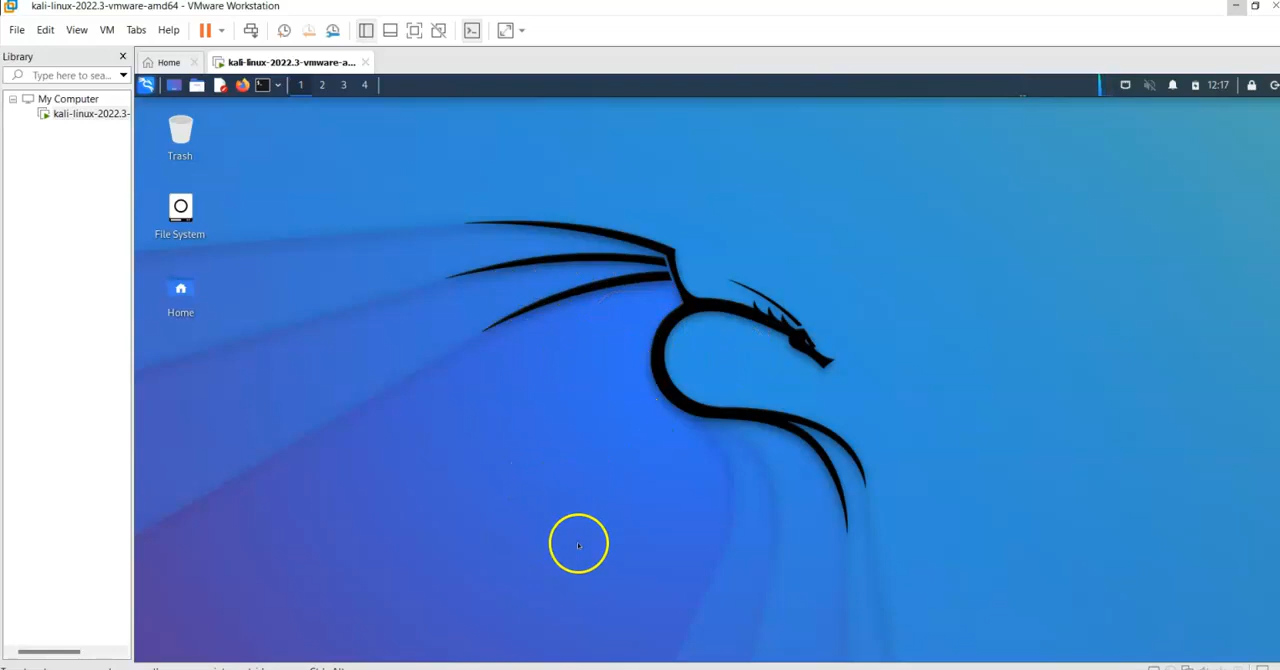 kali-linux-2022.3-vmware-amd64 - VMware Workstation
File Edit View VM Tabs Help
Library
Type here to sea...
Home
kali-linux-2022.3-vmware-a...
My Computer
kali-linux-2022.3-
1 2 3 4
12:17
Trash
File System
Home